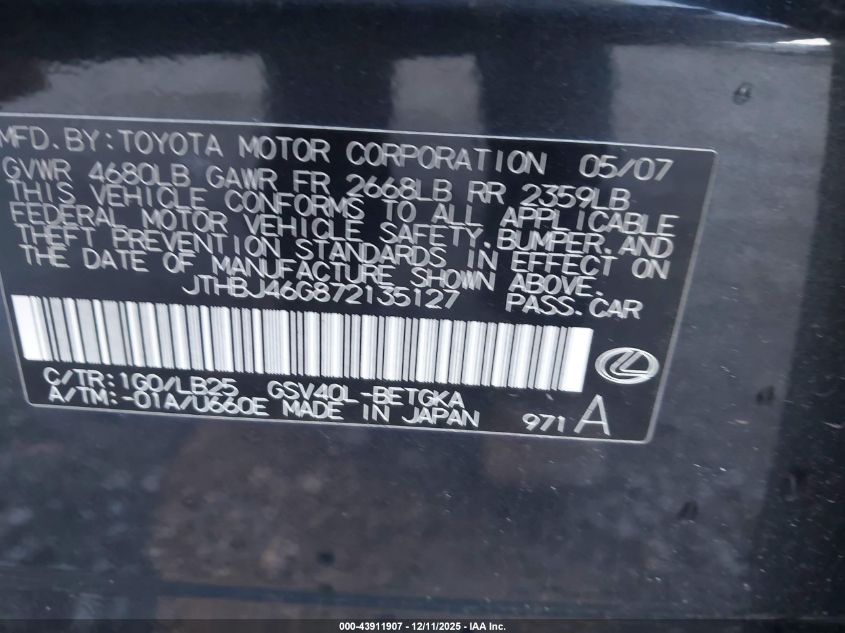 MFD.BY:TOYOTA MOTOR CORPORATION 05/07
GVWR 4680LB GAWR FR 2668LB RR 2359LB
THIS VEHICLE CONFORMS TO ALL APPLICABLE
FEDERAL MOTOR VEHICLE SAFETY,BUMPER,AND
THEFT PREVENTION STANDARDS IN EFFECT ON
THE DATE OF MANUFACTURE SHOWN ABOVE.
JTHBJ46G872135127 PASS.CAR
C/TR:1G0/LB25 GSV40L-BETGKA
A/TM:-01A/U660E MADE IN JAPAN 971 A
000-43911907 - 12/11/2025 - IAA Inc.